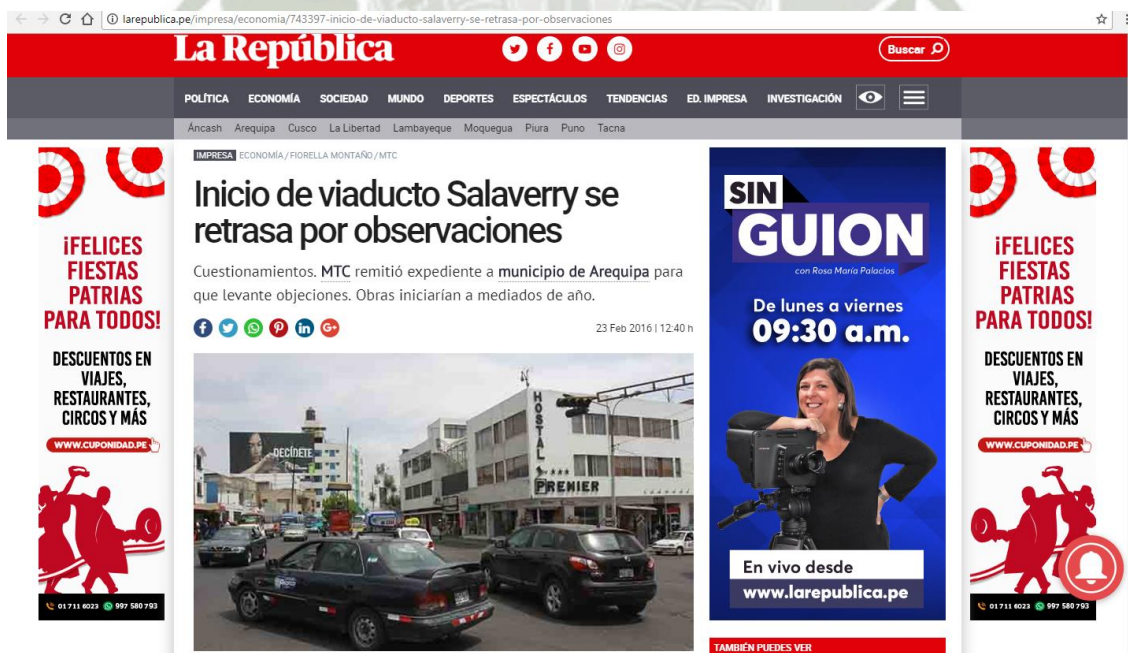 larepublica.pe/impresa/economia/743397-inicio-de-viaducto-salaverry-se-retrasa-por-observaciones
La República
Buscar
POLÍTICA ECONOMÍA SOCIEDAD MUNDO DEPORTES ESPECTÁCULOS TENDENCIAS ED. IMPRESA INVESTIGACIÓN
Áncash Arequipa Cusco La Libertad Lambayeque Moquegua Piura Puno Tacna
¡FELICES
FIESTAS
PATRIAS
PARA TODOS!
DESCUENTOS EN
VIAJES,
RESTAURANTES,
CIRCOS Y MÁS
WWW.CUPONIDAD.PE
01 711 6023 997 580 793
IMPRESA ECONOMÍA / FIORELLA MONTAÑO / MTC
Inicio de viaducto Salaverry se
retrasa por observaciones
Cuestionamientos. MTC remitió expediente a municipio de Arequipa para
que levante objeciones. Obras iniciarían a mediados de año.
23 Feb 2016 | 12:40 h
DECÍDETE
HOSTAL
PREMIER
SIN
GUION
con Rosa María Palacios
De lunes a viernes
09:30 a.m.
En vivo desde
www.larepublica.pe
TAMBIÉN PUEDES VER
¡FELICES
FIESTAS
PATRIAS
PARA TODOS!
DESCUENTOS EN
VIAJES,
RESTAURANTES,
CIRCOS Y MÁS
WWW.CUPONIDAD.PE
01 711 6023 997 580 793